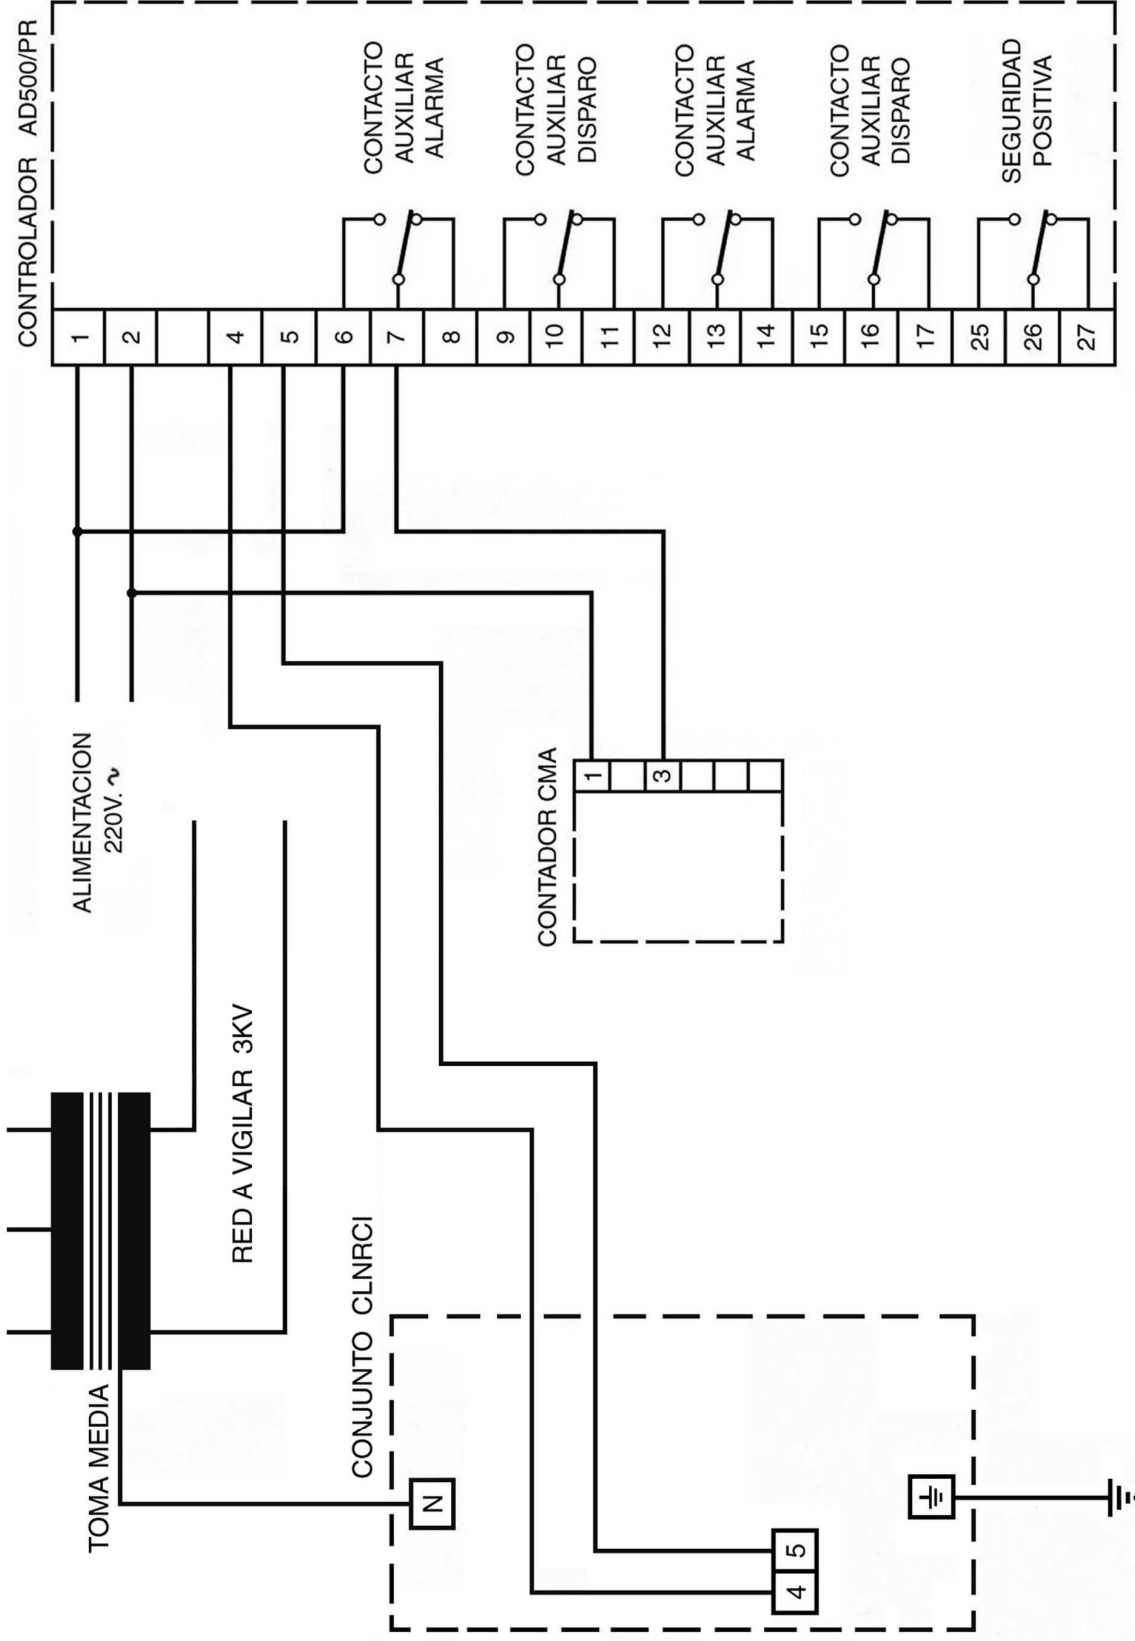 CONTROLADOR AD500/PR
1
2
4
5
6
7
8
9
10
11
12
13
14
15
16
17
25
26
27
CONTACTO
AUXILIAR
ALARMA
CONTACTO
AUXILIAR
DISPARO
CONTACTO
AUXILIAR
ALARMA
CONTACTO
AUXILIAR
DISPARO
SEGURIDAD
POSITIVA
ALIMENTACION
220V. ~
CONTADOR CMA
1
3
RED A VIGILAR 3KV
TOMA MEDIA
CONJUNTO CLNRCI
N
4
5